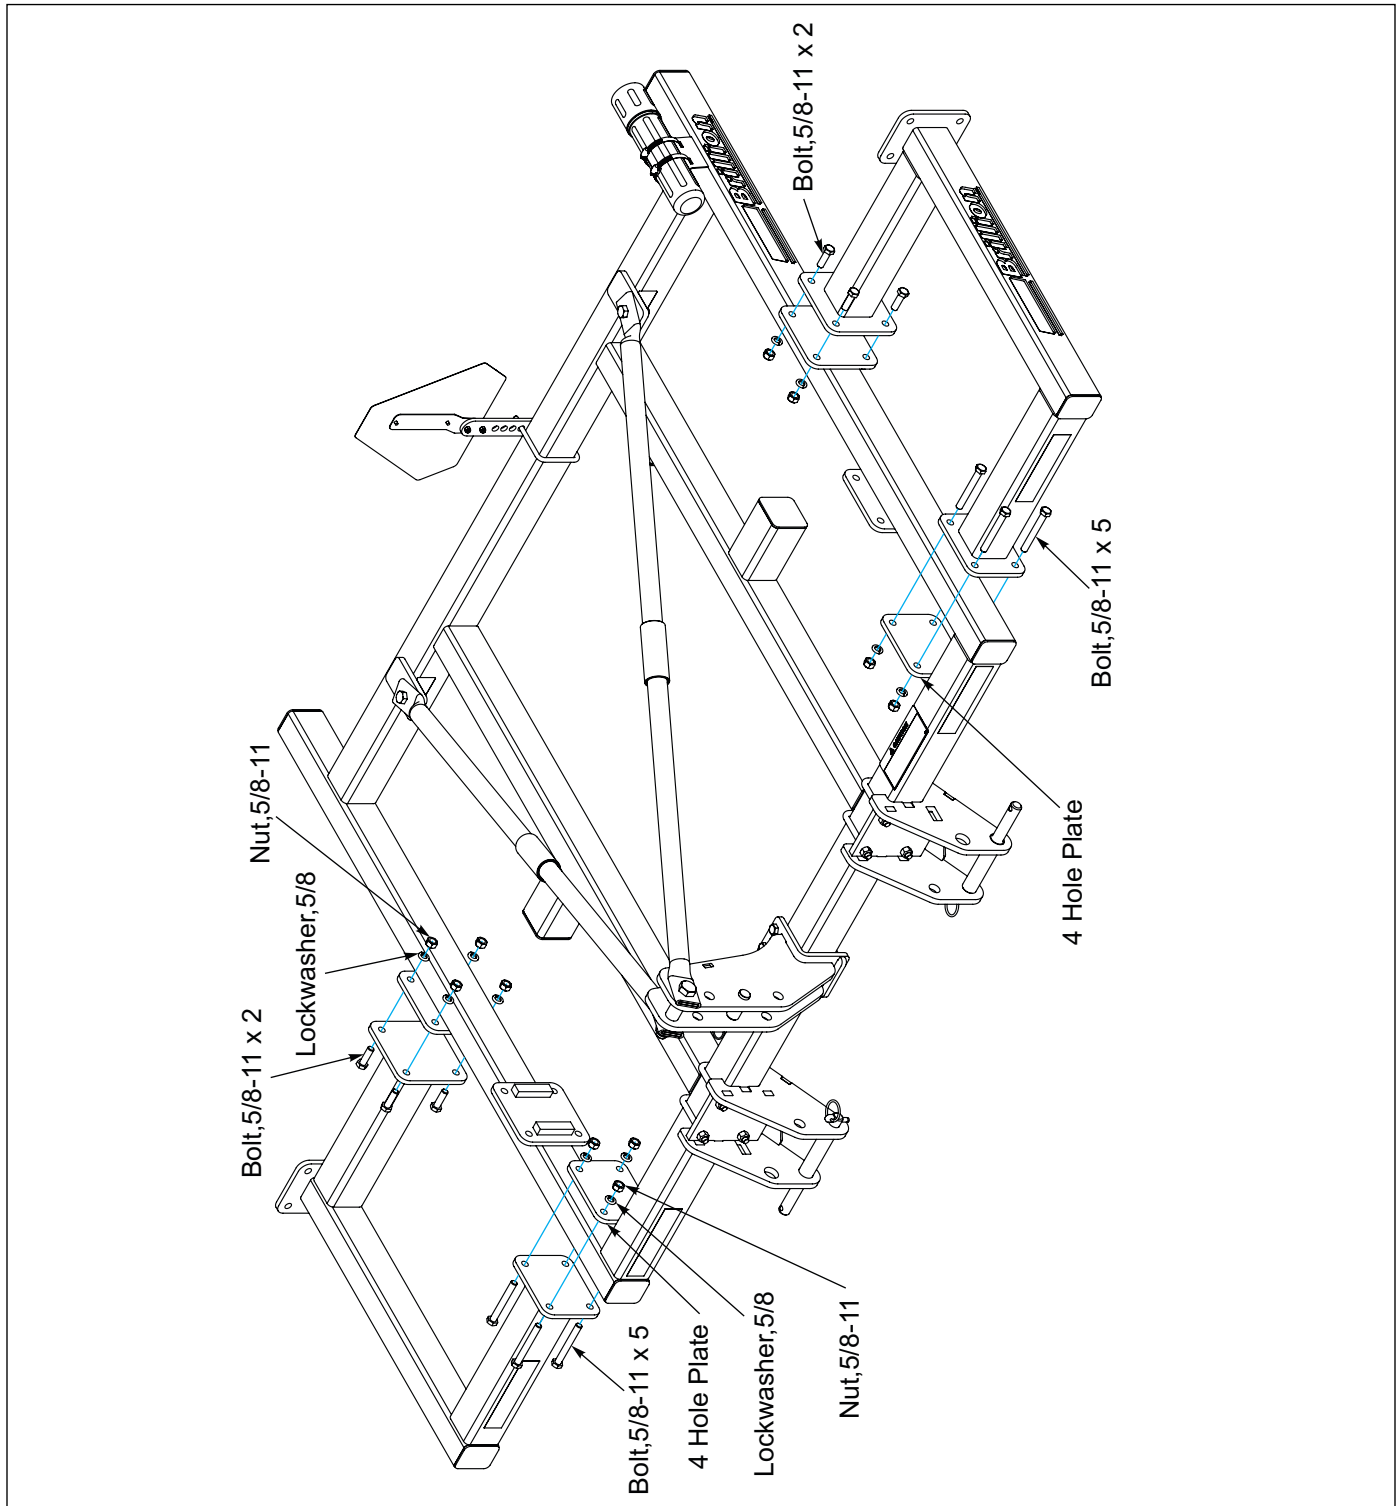 Bolt,5/8-11 x 2
Lockwasher,5/8
Nut,5/8-11
Bolt,5/8-11 x 2
Brillion
Brillion
Bolt,5/8-11 x 5
4 Hole Plate
Lockwasher,5/8
Nut,5/8-11
4 Hole Plate
Bolt,5/8-11 x 5